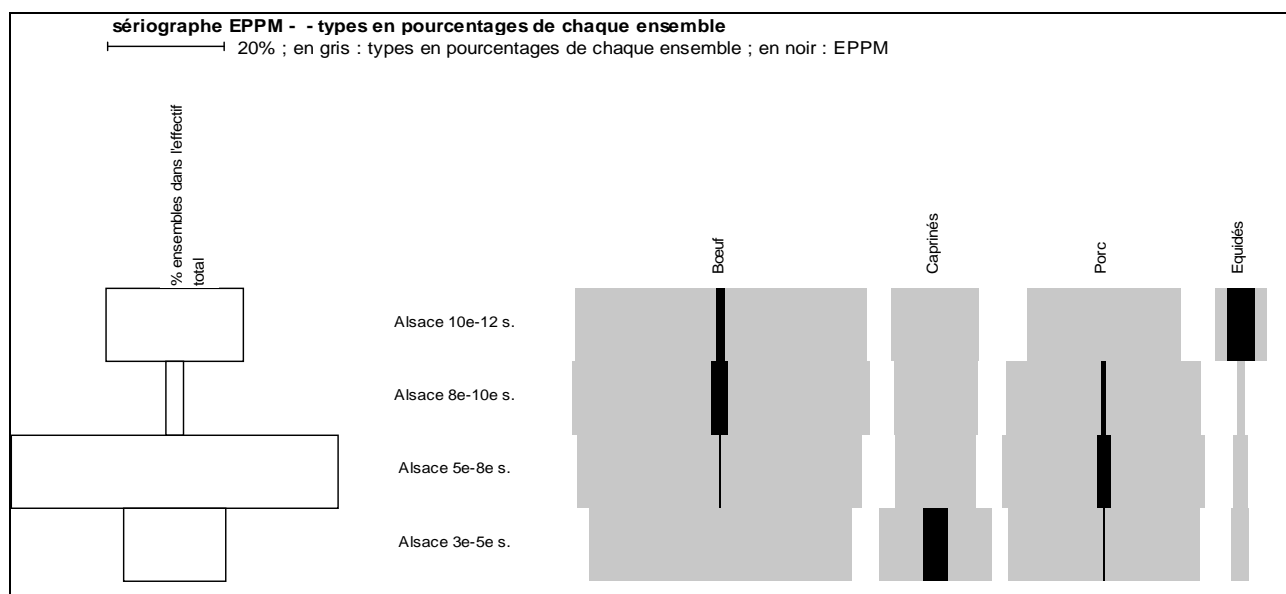 sériographe EPPM - - types en pourcentages de chaque ensemble
20% ; en gris : types en pourcentages de chaque ensemble ; en noir : EPPM
% ensembles dans l'effectif
total
Bœuf
Caprinés
Porc
Equidés
Alsace 10e-12 s.
Alsace 8e-10e s.
Alsace 5e-8e s.
Alsace 3e-5e s.